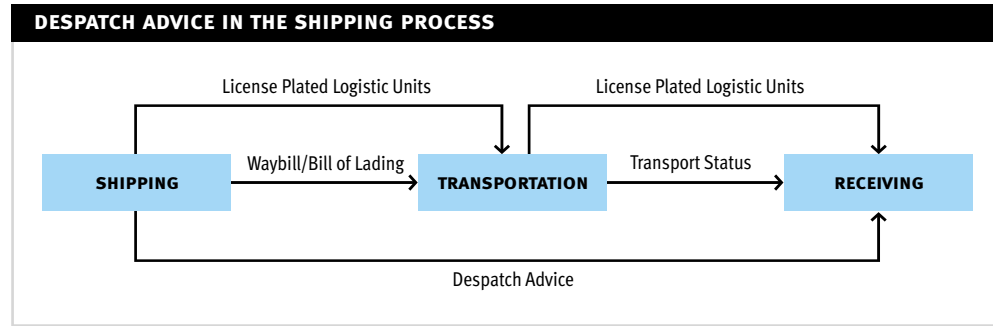 DESPATCH ADVICE IN THE SHIPPING PROCESS
License Plated Logistic Units
License Plated Logistic Units
SHIPPING
Waybill/Bill of Lading
TRANSPORTATION
Transport Status
RECEIVING
Despatch Advice